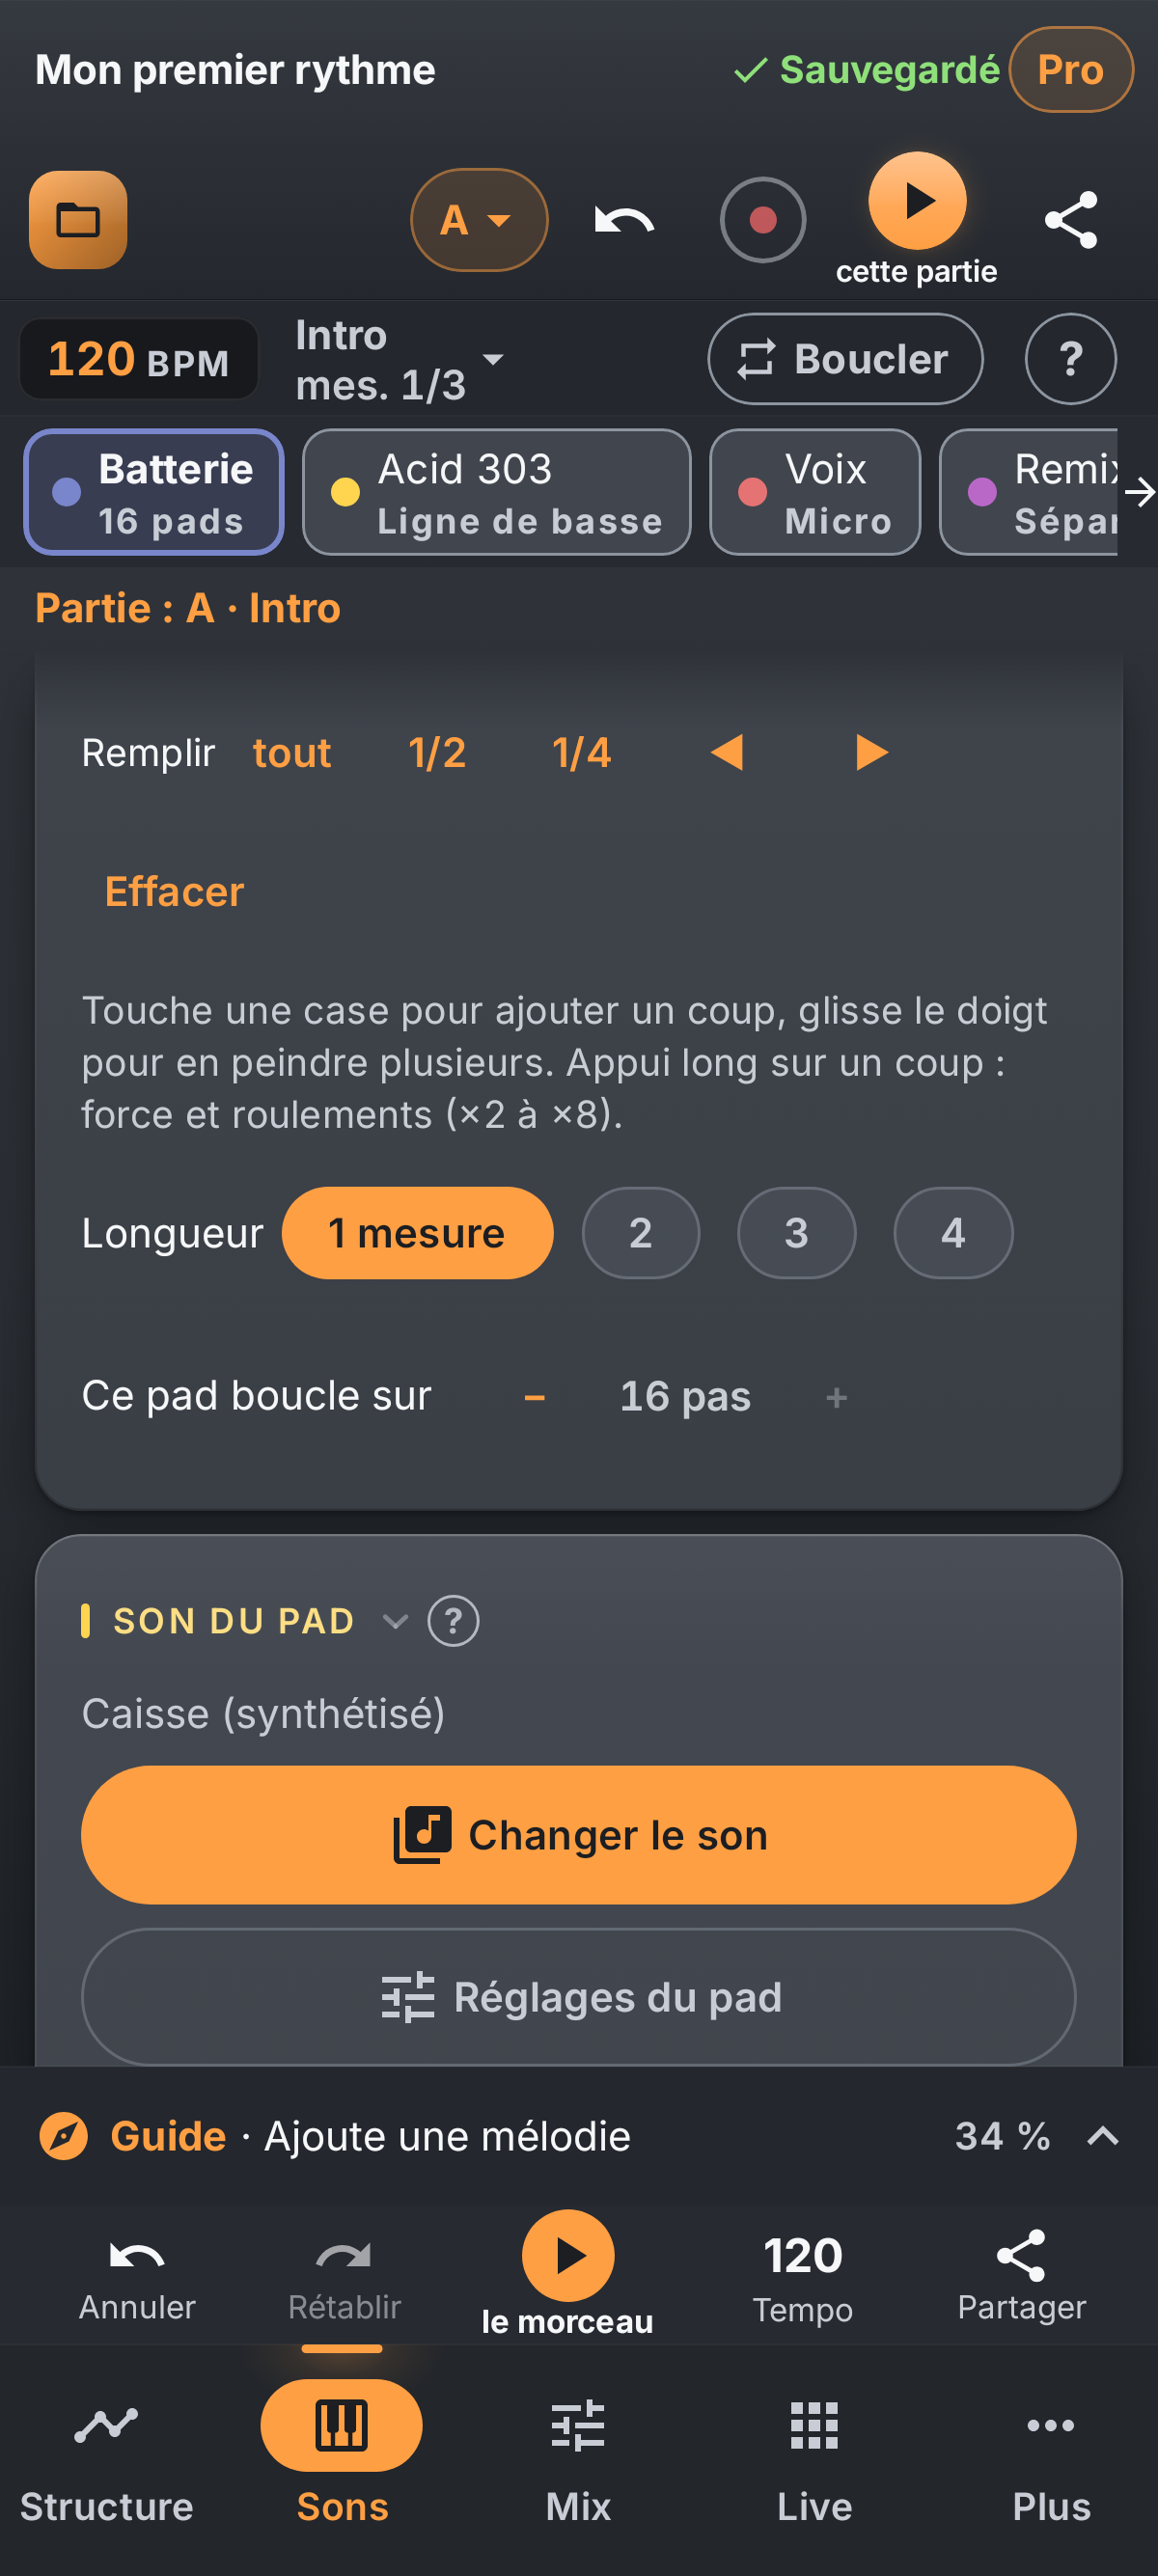 Mon premier rythme
Sauvegardé
Pro
A
cette partie
120 BPM
Intro
mes. 1/3
Boucler
?
Batterie
16 pads
Acid 303
Ligne de basse
Voix
Micro
Remix
Sépar
Partie : A · Intro
Remplir tout 1/2 1/4
Effacer
Touche une case pour ajouter un coup, glisse le doigt
pour en peindre plusieurs. Appui long sur un coup :
force et roulements (×2 à ×8).
Longueur 1 mesure 2 3 4
Ce pad boucle sur − 16 pas +
SON DU PAD ?
Caisse (synthétisé)
Changer le son
Réglages du pad
Guide · Ajoute une mélodie 34 %
Annuler
Rétablir
le morceau
120
Tempo
Partager
Structure
Sons
Mix
Live
Plus